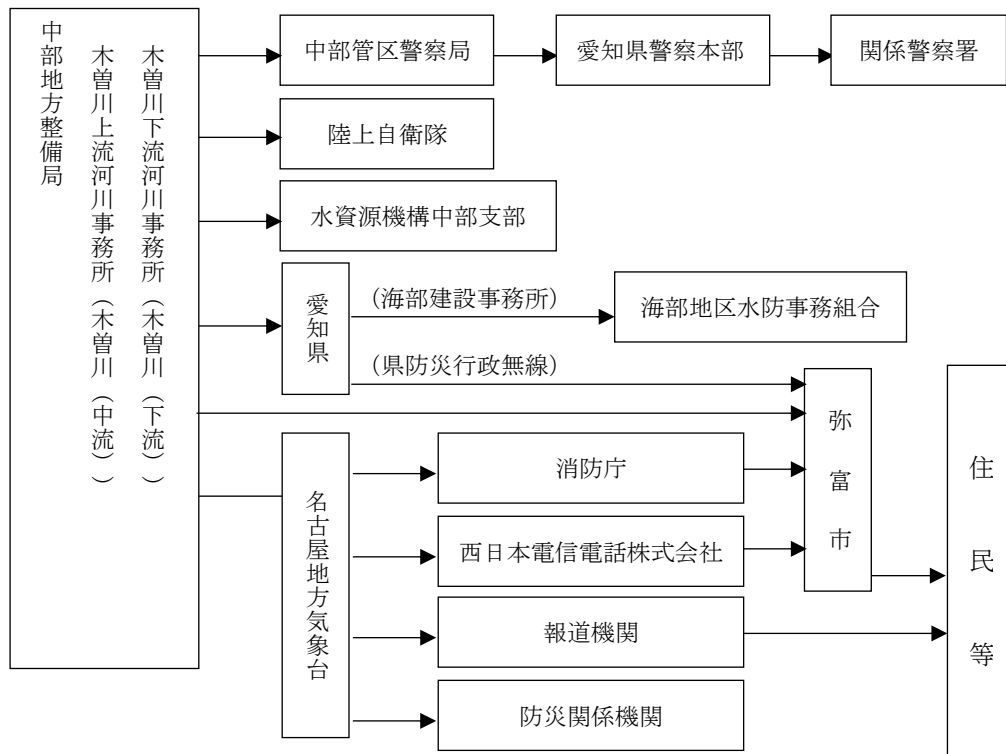 中部地方整備局
木曽川上流河川事務所（木曽川（中流））
木曽川下流河川事務所（木曽川（下流））
中部管区警察局
愛知県警察本部
関係警察署
陸上自衛隊
水資源機構中部支部
愛知県
（海部建設事務所）
海部地区水防事務組合
（県防災行政無線）
弥富市
住民等
名古屋地方気象台
消防庁
西日本電信電話株式会社
報道機関
防災関係機関